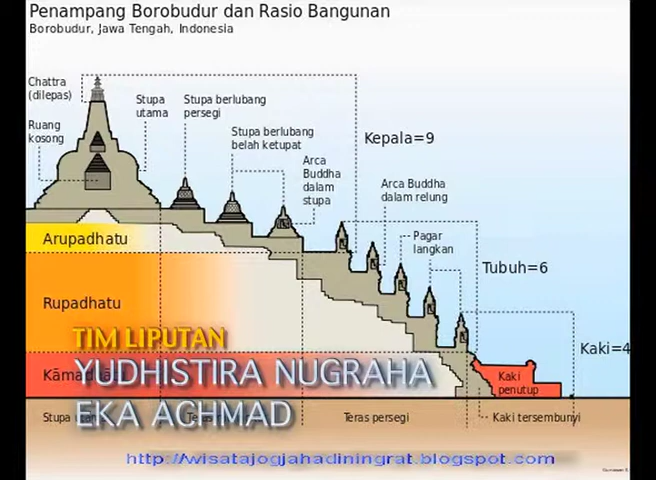 Penampang Borobudur dan Rasio Bangunan
Borobudur, Jawa Tengah, Indonesia
Chattra
(dilepas)
Stupa
utama
Stupa berlubang
persegi
Ruang
kosong
Stupa berlubang
belah ketupat
Kepala=9
Arca
Buddha
dalam
stupa
Arca Buddha
dalam relung
Pagar
langkan
Arupadhatu
Tubuh=6
Rupadhatu
TIM LIPUTAN
Kaki=4
YUDHISTIRA NUGRAHA
Kaki
penutup
EKA ACHMAD
Stupa
Teras persegi
Kaki tersembunyi
http://wisatajogjahadiningrat.blogspot.com